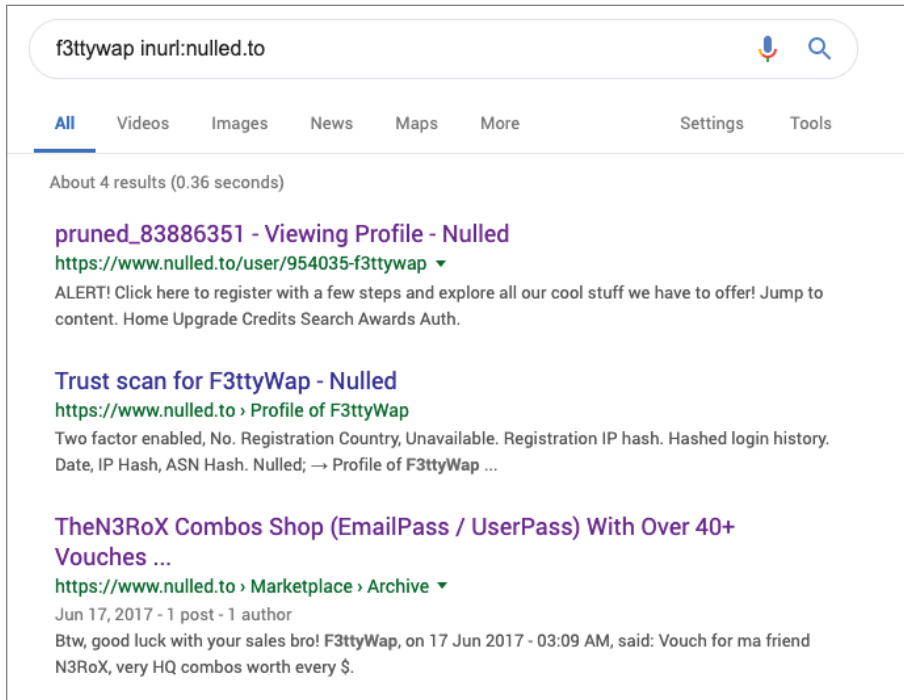 f3ttywap inurl:nulled.to
All Videos Images News Maps More Settings Tools
About 4 results (0.36 seconds)
pruned_83886351 - Viewing Profile - Nulled
https://www.nulled.to/user/954035-f3ttywap
ALERT! Click here to register with a few steps and explore all our cool stuff we have to offer! Jump to
content. Home Upgrade Credits Search Awards Auth.
Trust scan for F3ttyWap - Nulled
https://www.nulled.to › Profile of F3ttyWap
Two factor enabled, No. Registration Country, Unavailable. Registration IP hash. Hashed login history.
Date, IP Hash, ASN Hash. Nulled; → Profile of F3ttyWap ...
TheN3RoX Combos Shop (EmailPass / UserPass) With Over 40+
Vouches ...
https://www.nulled.to › Marketplace › Archive
Jun 17, 2017 - 1 post - 1 author
Btw, good luck with your sales bro! F3ttyWap, on 17 Jun 2017 - 03:09 AM, said: Vouch for ma friend
N3RoX, very HQ combos worth every $.